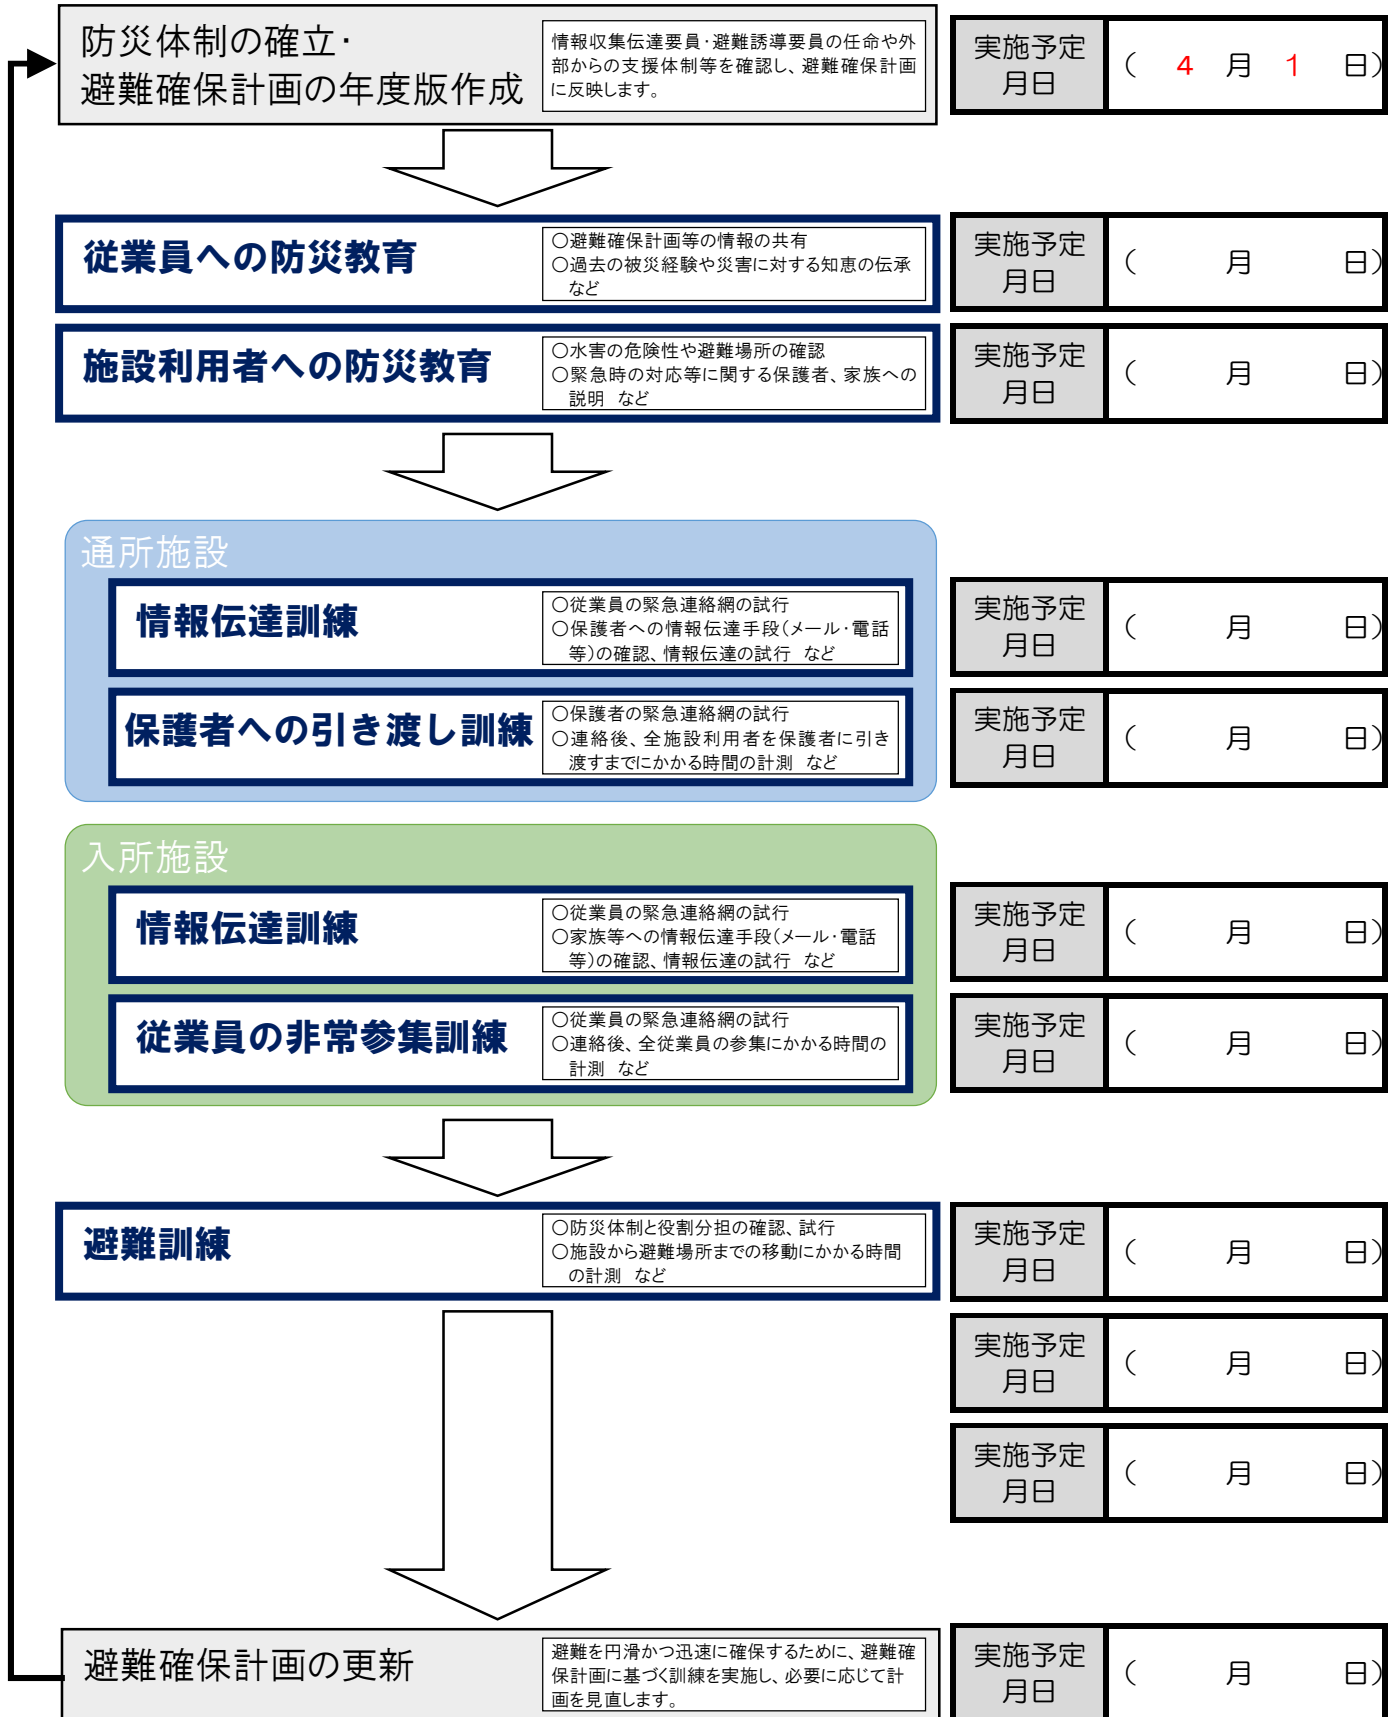 防災体制の確立・
避難確保計画の年度版作成
情報収集伝達要員・避難誘導要員の任命や外
部からの支援体制等を確認し、避難確保計画
に反映します。
実施予定
月日
（ 4 月 1 日）
従業員への防災教育
〇避難確保計画等の情報の共有
〇過去の被災経験や災害に対する知恵の伝承
など
実施予定
月日
（ 月 日）
施設利用者への防災教育
〇水害の危険性や避難場所の確認
〇緊急時の対応等に関する保護者、家族への
説明 など
実施予定
月日
（ 月 日）
通所施設
情報伝達訓練
〇従業員の緊急連絡網の試行
〇保護者への情報伝達手段（メール・電話
等）の確認、情報伝達の試行 など
実施予定
月日
（ 月 日）
保護者への引き渡し訓練
〇保護者の緊急連絡網の試行
〇連絡後、全施設利用者を保護者に引き
渡すまでにかかる時間の計測 など
実施予定
月日
（ 月 日）
入所施設
情報伝達訓練
〇従業員の緊急連絡網の試行
〇家族等への情報伝達手段（メール・電話
等）の確認、情報伝達の試行 など
実施予定
月日
（ 月 日）
従業員の非常参集訓練
〇従業員の緊急連絡網の試行
〇連絡後、全従業員の参集にかかる時間の
計測 など
実施予定
月日
（ 月 日）
避難訓練
〇防災体制と役割分担の確認、試行
〇施設から避難場所までの移動にかかる時間
の計測 など
実施予定
月日
（ 月 日）
実施予定
月日
（ 月 日）
実施予定
月日
（ 月 日）
避難確保計画の更新
避難を円滑かつ迅速に確保するために、避難確
保計画に基づく訓練を実施し、必要に応じて計
画を見直します。
実施予定
月日
（ 月 日）